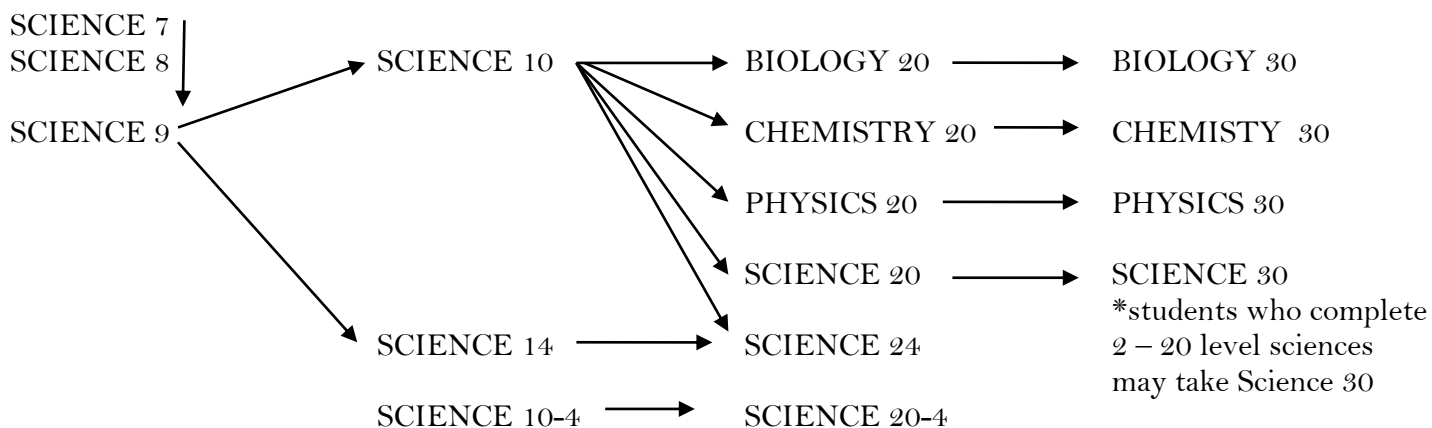 SCIENCE 7
SCIENCE 8 SCIENCE 10 BIOLOGY 20 BIOLOGY 30
SCIENCE 9 CHEMISTRY 20 CHEMISTY 30
PHYSICS 20 PHYSICS 30
SCIENCE 20 SCIENCE 30
*students who complete
SCIENCE 14 SCIENCE 24 2 – 20 level sciences
may take Science 30
SCIENCE 10-4 SCIENCE 20-4